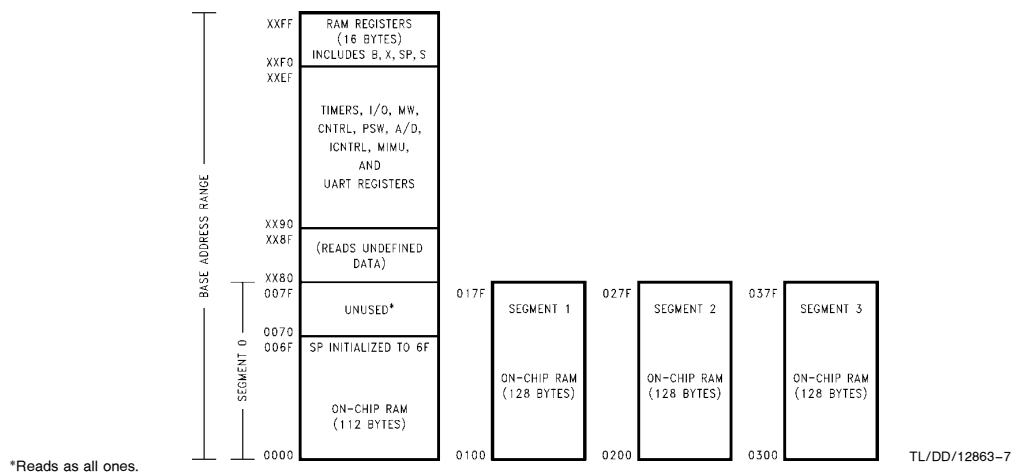 XXFF
RAM REGISTERS
(16 BYTES)
INCLUDES B, X, SP, S
XXF0
XXEF
TIMERS, I/O, MW,
CNTRL, PSW, A/D,
ICNTRL, MIMU,
AND
UART REGISTERS
XX90
XX8F
(READS UNDEFINED
DATA)
XX80
BASE ADDRESS RANGE
007F
UNUSED*
0070
006F
SP INITIALIZED TO 6F
ON-CHIP RAM
(112 BYTES)
0000
SEGMENT 0
017F
SEGMENT 1
ON-CHIP RAM
(128 BYTES)
0100
027F
SEGMENT 2
ON-CHIP RAM
(128 BYTES)
0200
037F
SEGMENT 3
ON-CHIP RAM
(128 BYTES)
0300
*Reads as all ones.
TL/DD/12863–7